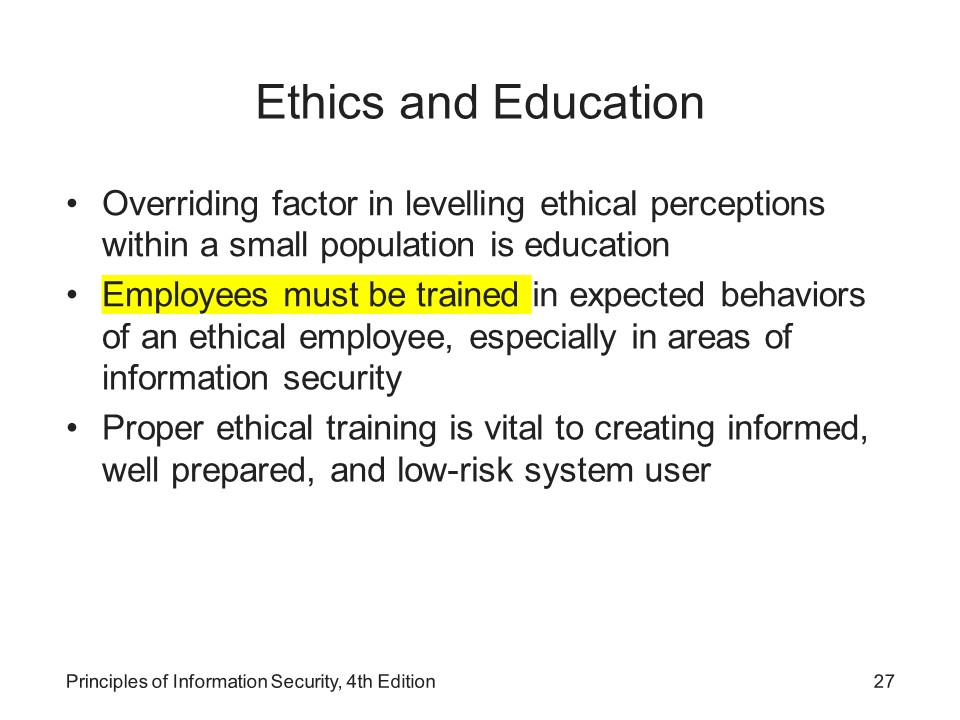 Ethics and Education
• Overriding factor in levelling ethical perceptions
within a small population is education
• Employees must be trained in expected behaviors
of an ethical employee, especially in areas of
information security
• Proper ethical training is vital to creating informed,
well prepared, and low-risk system user
Principles of Information Security, 4th Edition 27